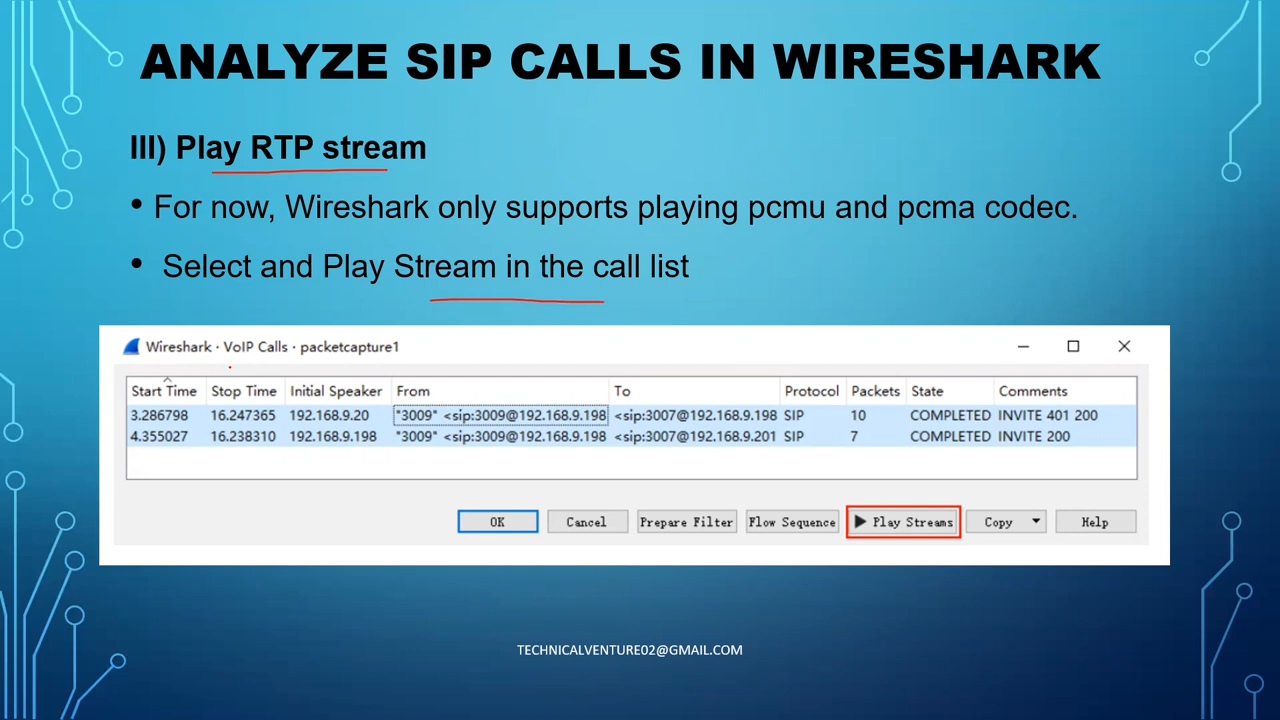 ANALYZE SIP CALLS IN WIRESHARK
III) Play RTP stream
• For now, Wireshark only supports playing pcmu and pcma codec.
• Select and Play Stream in the call list
Wireshark · VoIP Calls · packetcapture1
Start Time Stop Time Initial Speaker From To Protocol Packets State Comments
3.286798 16.247365 192.168.9.20 "3009" <sip:3009@192.168.9.198 <sip:3007@192.168.9.198 SIP 10 COMPLETED INVITE 401 200
4.355027 16.238310 192.168.9.198 "3009" <sip:3009@192.168.9.198 <sip:3007@192.168.9.201 SIP 7 COMPLETED INVITE 200
OK Cancel Prepare Filter Flow Sequence Play Streams Copy Help
TECHNICALVENTURE02@GMAIL.COM